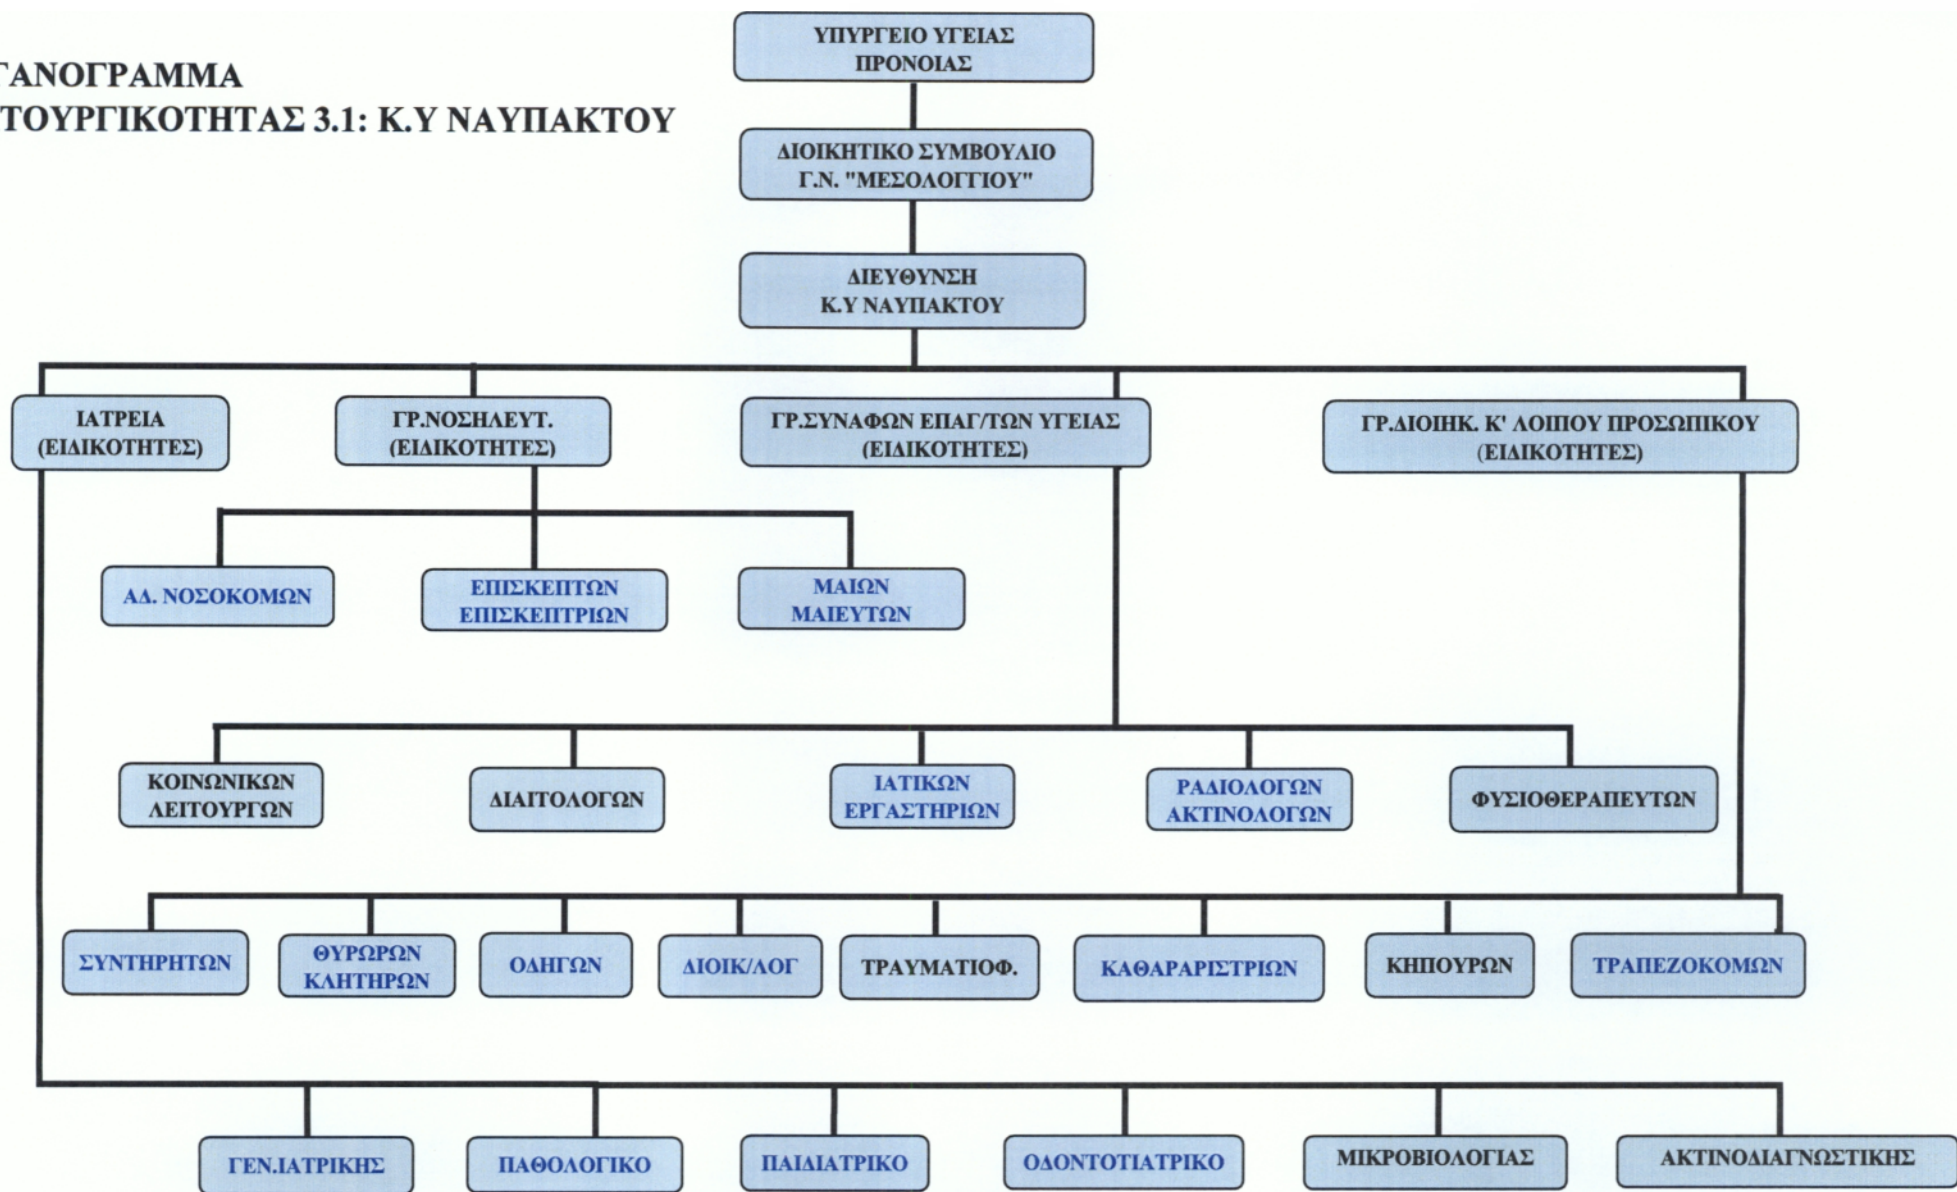 ΥΠΥΡΓΕΙΟ ΥΓΕΙΑΣ
ΠΡΟΝΟΙΑΣ
ΓΑΝΟΓΡΑΜΜΑ
ΤΟΥΡΓΙΚΟΤΗΤΑΣ 3.1: Κ.Υ ΝΑΥΠΑΚΤΟΥ
ΔΙΟΙΚΗΤΙΚΟ ΣΥΜΒΟΥΛΙΟ
Γ.Ν. "ΜΕΣΟΛΟΓΓΙΟΥ"
ΔΙΕΥΘΥΝΣΗ
Κ.Υ ΝΑΥΠΑΚΤΟΥ
ΙΑΤΡΕΙΑ
(ΕΙΔΙΚΟΤΗΤΕΣ)
ΓΡ.ΝΟΣΗΛΕΥΤ.
(ΕΙΔΙΚΟΤΗΤΕΣ)
ΓΡ.ΣΥΝΑΦΩΝ ΕΠΑΓ/ΤΩΝ ΥΓΕΙΑΣ
(ΕΙΔΙΚΟΤΗΤΕΣ)
ΓΡ.ΔΙΟΙΗΚ. Κ' ΛΟΙΠΟΥ ΠΡΟΣΩΠΙΚΟΥ
(ΕΙΔΙΚΟΤΗΤΕΣ)
ΑΔ. ΝΟΣΟΚΟΜΩΝ
ΕΠΙΣΚΕΠΤΩΝ
ΕΠΙΣΚΕΠΤΡΙΩΝ
ΜΑΙΩΝ
ΜΑΙΕΥΤΩΝ
ΚΟΙΝΩΝΙΚΩΝ
ΛΕΙΤΟΥΡΓΩΝ
ΔΙΑΙΤΟΛΟΓΩΝ
ΙΑΤΙΚΩΝ
ΕΡΓΑΣΤΗΡΙΩΝ
ΡΑΔΙΟΛΟΓΩΝ
ΑΚΤΙΝΟΛΟΓΩΝ
ΦΥΣΙΟΘΕΡΑΠΕΥΤΩΝ
ΣΥΝΤΗΡΗΤΩΝ
ΘΥΡΩΡΩΝ
ΚΛΗΤΗΡΩΝ
ΟΔΗΓΩΝ
ΔΙΟΙΚ/ΛΟΓ
ΤΡΑΥΜΑΤΙΟΦ.
ΚΑΘΑΡΑΡΙΣΤΡΙΩΝ
ΚΗΠΟΥΡΩΝ
ΤΡΑΠΕΖΟΚΟΜΩΝ
ΓΕΝ.ΙΑΤΡΙΚΗΣ
ΠΑΘΟΛΟΓΙΚΟ
ΠΑΙΔΙΑΤΡΙΚΟ
ΟΔΟΝΤΟΤΙΑΤΡΙΚΟ
ΜΙΚΡΟΒΙΟΛΟΓΙΑΣ
ΑΚΤΙΝΟΔΙΑΓΝΩΣΤΙΚΗΣ